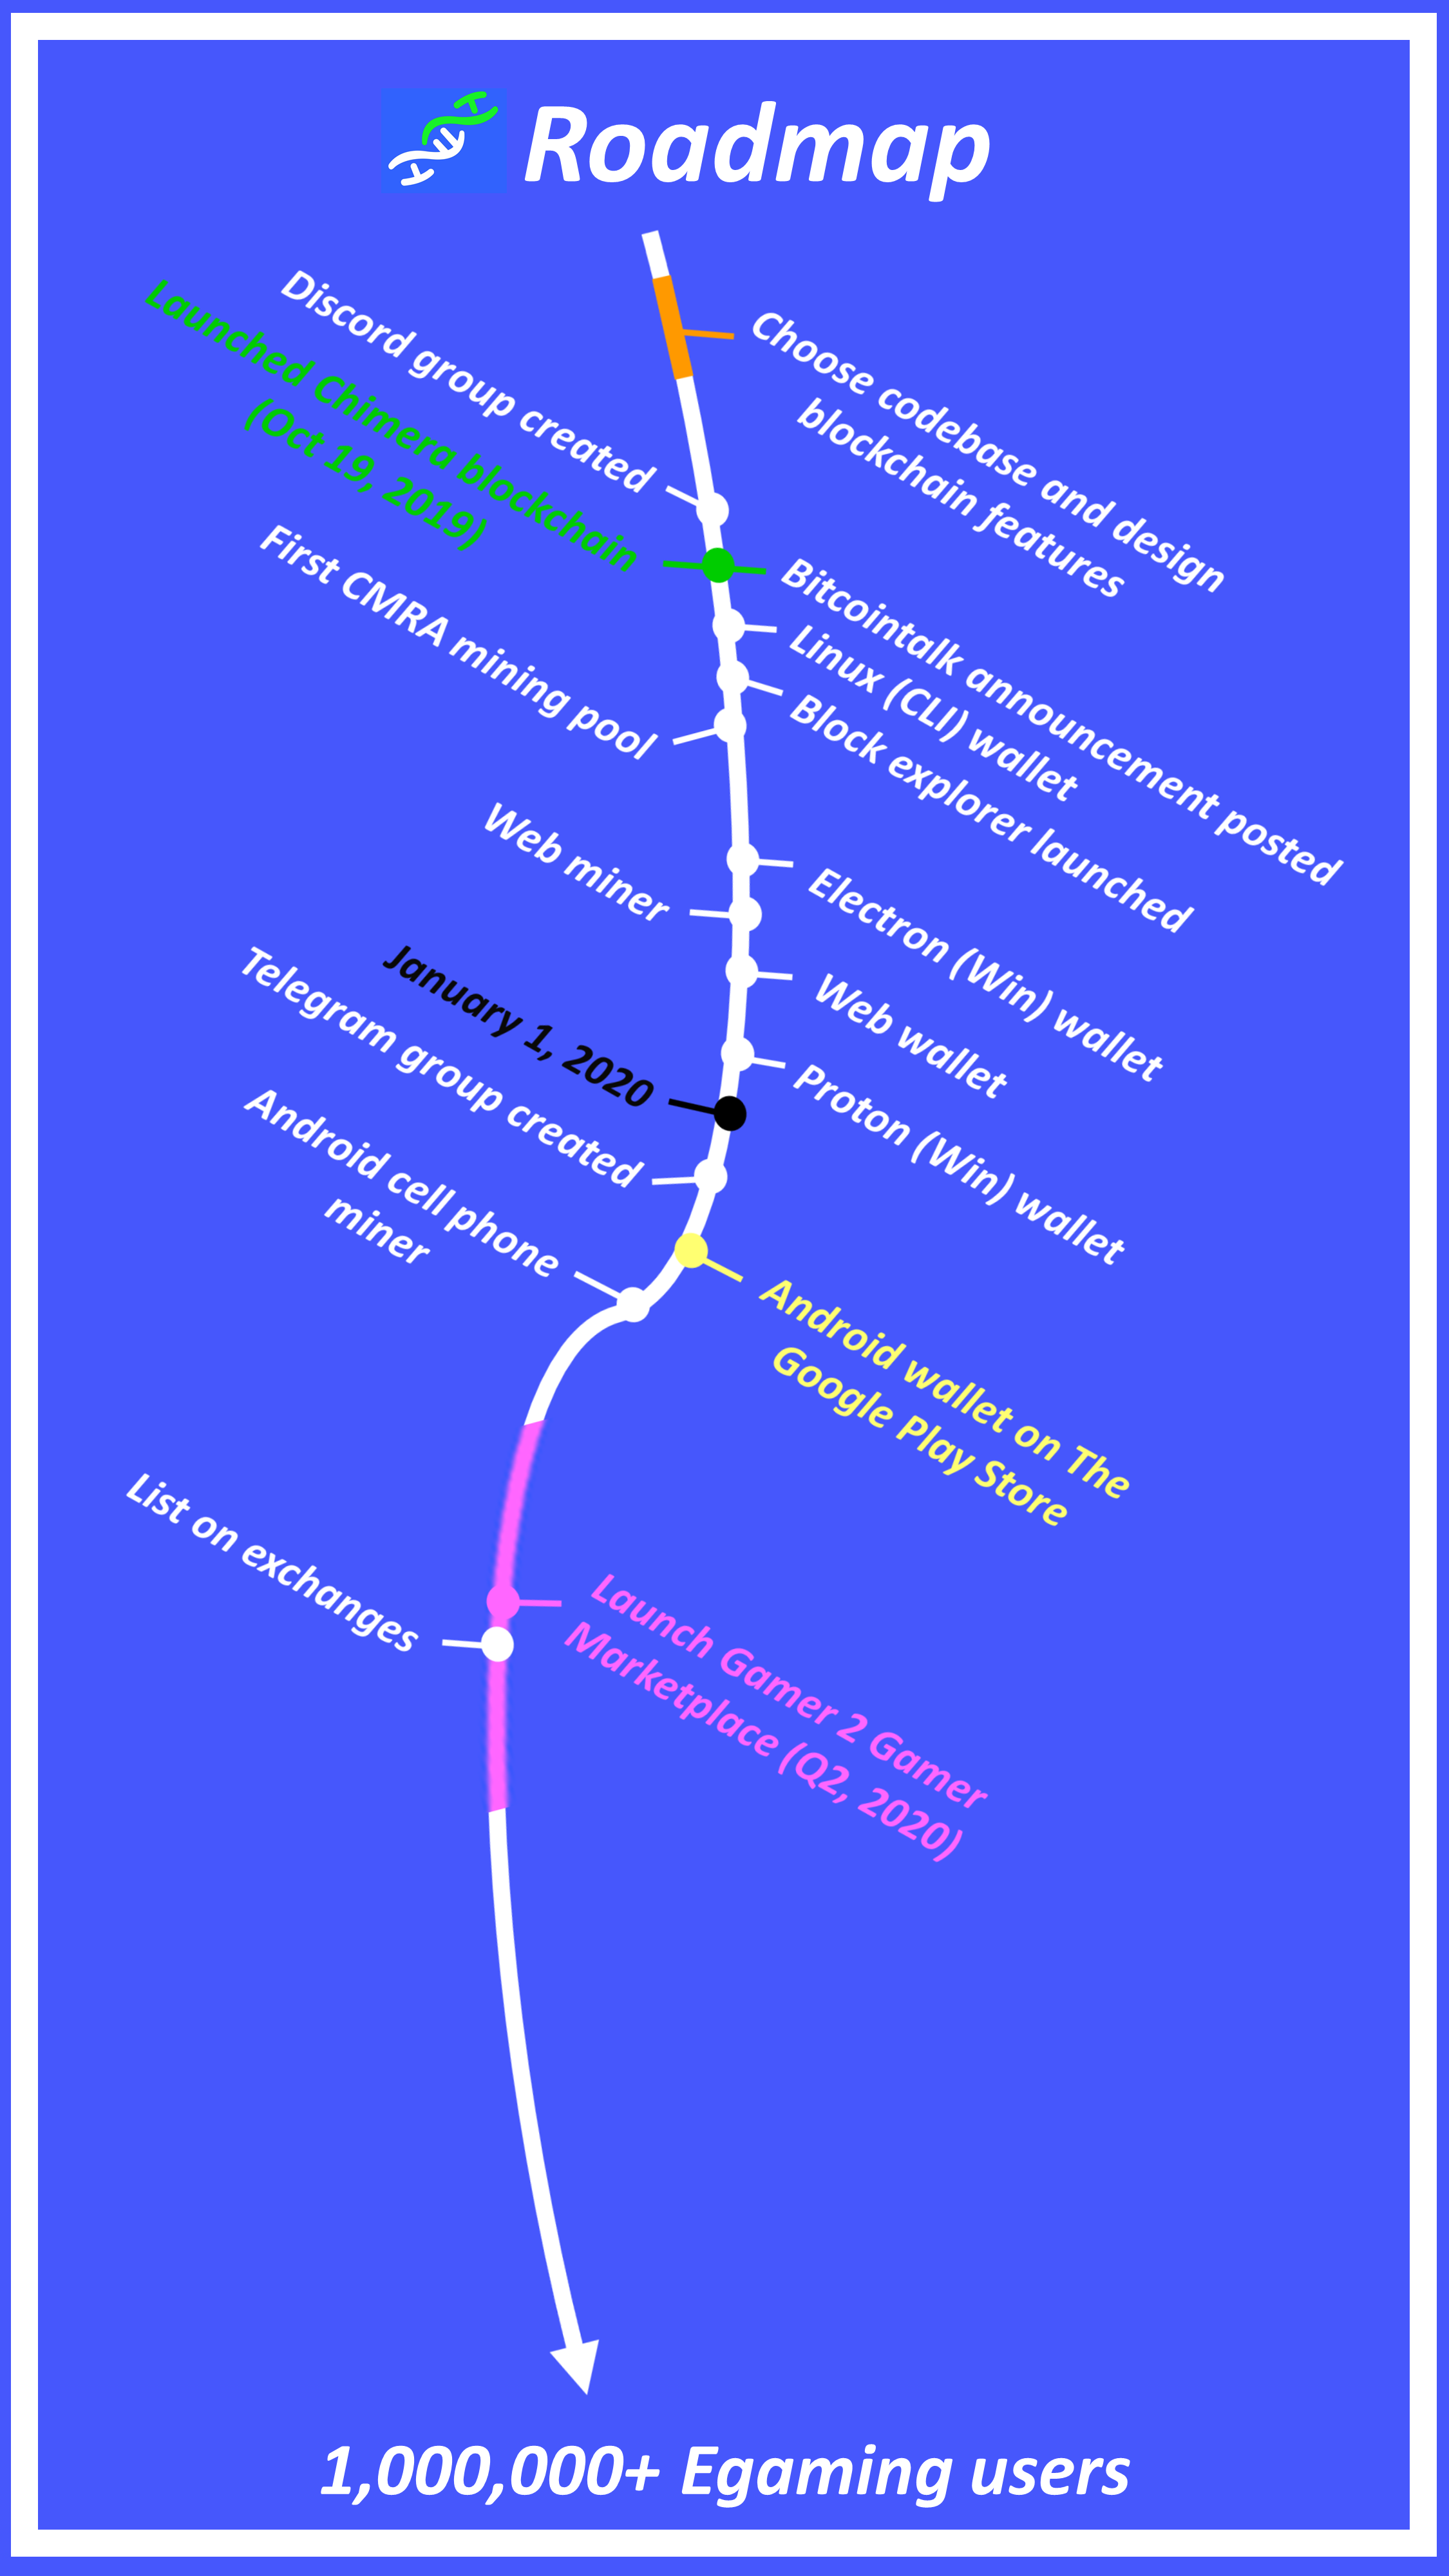 Roadmap
Choose codebase and design
blockchain features
Discord group created
Launched Chimera blockchain
(Oct 19, 2019)
Bitcointalk announcement posted
Linux (CLI) wallet
Block explorer launched
First CMRA mining pool
Electron (Win) wallet
Web miner
Web wallet
Proton (Win) wallet
January 1, 2020
Telegram group created
Android wallet on The
Google Play Store
Android cell phone
miner
Launch Gamer 2 Gamer
Marketplace (Q2, 2020)
List on exchanges
1,000,000+ Egaming users